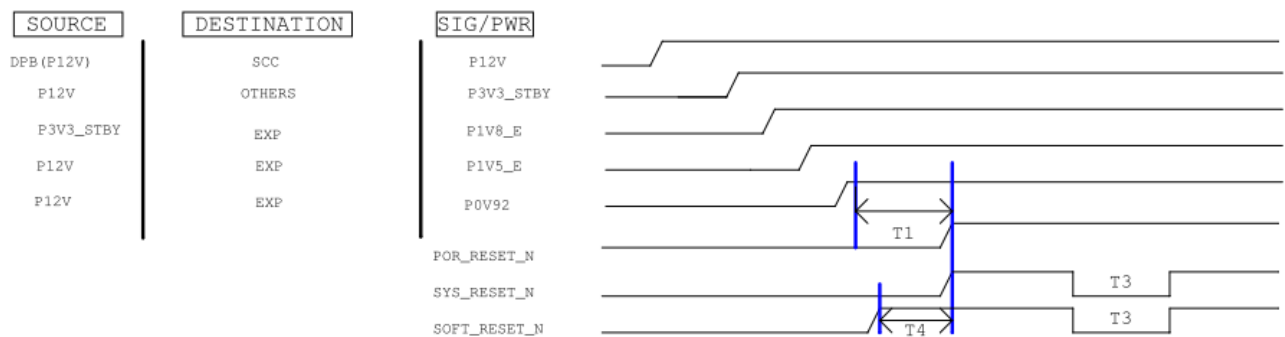 SOURCE DESTINATION SIG/PWR
DPB(P12V) SCC P12V
P12V OTHERS P3V3_STBY
P3V3_STBY EXP P1V8_E
P12V EXP P1V5_E
P12V EXP P0V92
T1
POR_RESET_N
SYS_RESET_N T3
SOFT_RESET_N T4 T3